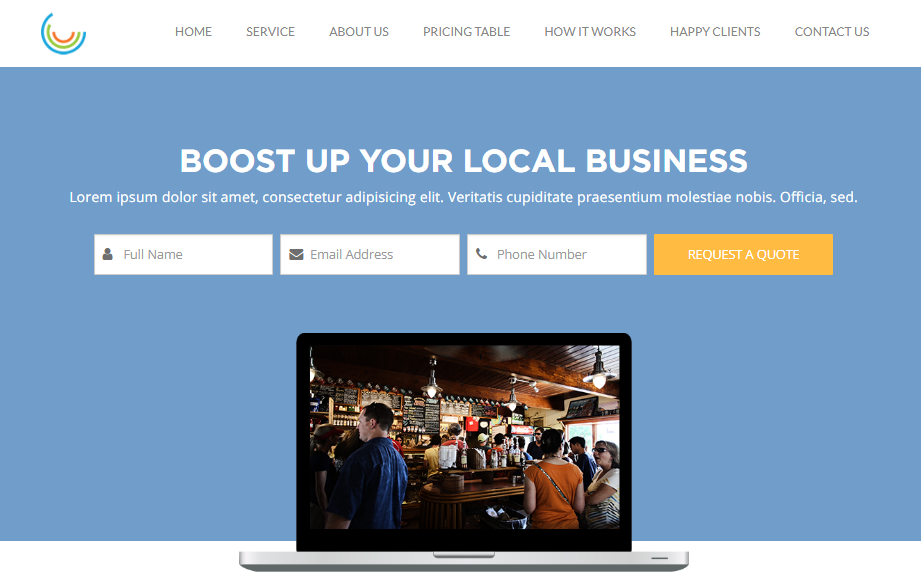 HOME SERVICE ABOUT US PRICING TABLE HOW IT WORKS HAPPY CLIENTS CONTACT US
BOOST UP YOUR LOCAL BUSINESS
Lorem ipsum dolor sit amet, consectetur adipisicing elit. Veritatis cupiditate praesentium molestiae nobis. Officia, sed.
Full Name Email Address Phone Number REQUEST A QUOTE